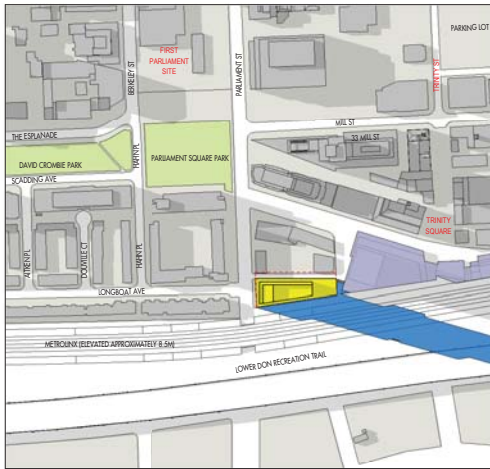 PARKING LOT
FIRST
PARLIAMENT
SITE
BERKELEY ST
PARLIAMENT ST
TRINITY ST
MILL ST
THE ESPLANADE
33 MILL ST
HAHN PL
DAVID CROMBIE PARK
PARLIAMENT SQUARE PARK
SCADDING AVE
TRINITY
SQUARE
AITKEN PL
DOUVILLE CT
HAHN PL
LONGBOAT AVE
METROLINX (ELEVATED APPROXIMATELY 8.5M)
LOWER DON RECREATION TRAIL